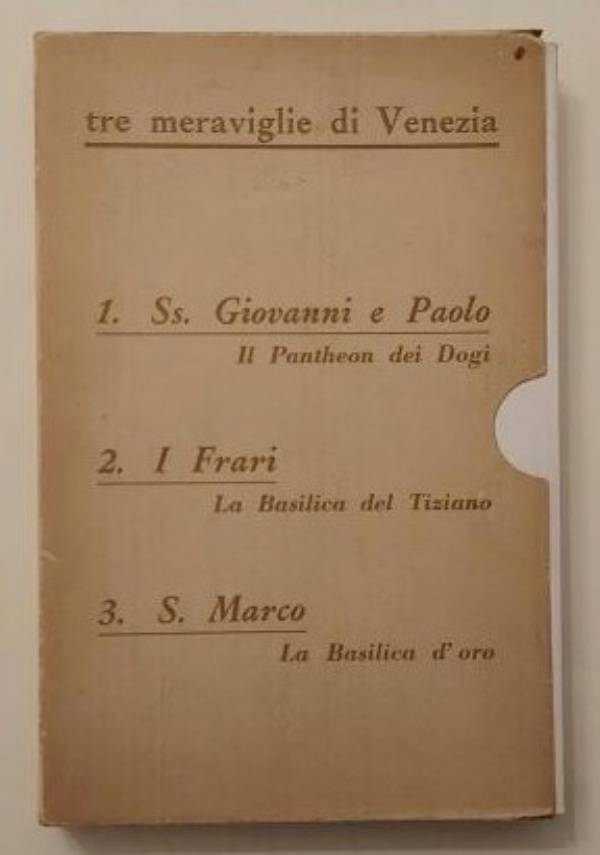 tre meraviglie di Venezia
1. Ss. Giovanni e Paolo
Il Pantheon dei Dogi
2. I Frari
La Basilica del Tiziano
3. S. Marco
La Basilica d'oro